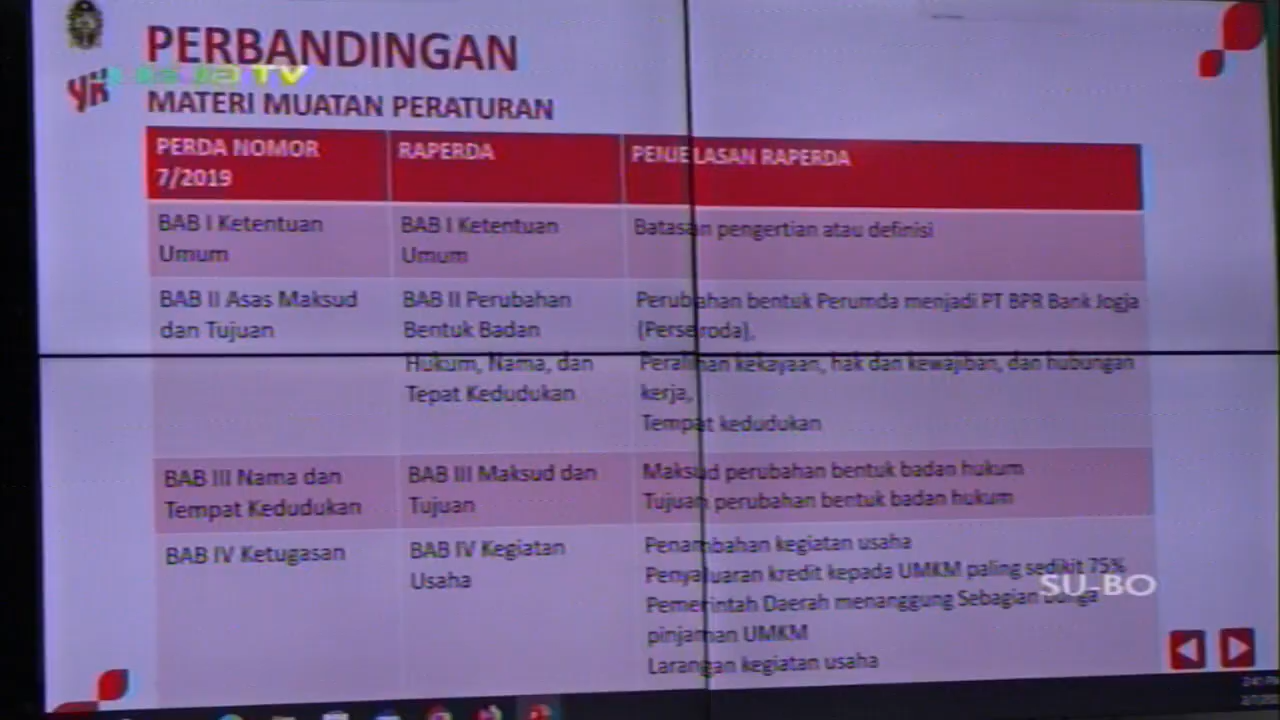 PERBANDINGAN
TV
YK
MATERI MUATAN PERATURAN
PERDA NOMOR
7/2019
RAPERDA
PENJELASAN RAPERDA
BAB I Ketentuan
Umum
BAB I Ketentuan
Umum
Batasan pengertian atau definisi
BAB II Asas Maksud
dan Tujuan
BAB II Perubahan
Bentuk Badan
Hukum, Nama, dan
Tepat Kedudukan
Perubahan bentuk Perumda menjadi PT BPR Bank Jogja
(Perseroda),
Peralihan kekayaan, hak dan kewajiban, dan hubungan
kerja,
Tempat kedudukan
BAB III Nama dan
Tempat Kedudukan
BAB III Maksud dan
Tujuan
Maksud perubahan bentuk badan hukum
Tujuan perubahan bentuk badan hukum
BAB IV Ketugasan
BAB IV Kegiatan
Usaha
Penambahan kegiatan usaha
Penyaluran kredit kepada UMKM paling sedikit 75%
Pemerintah Daerah menanggung Sebagian bunga
pinjaman UMKM
Larangan kegiatan usaha
SU-BO